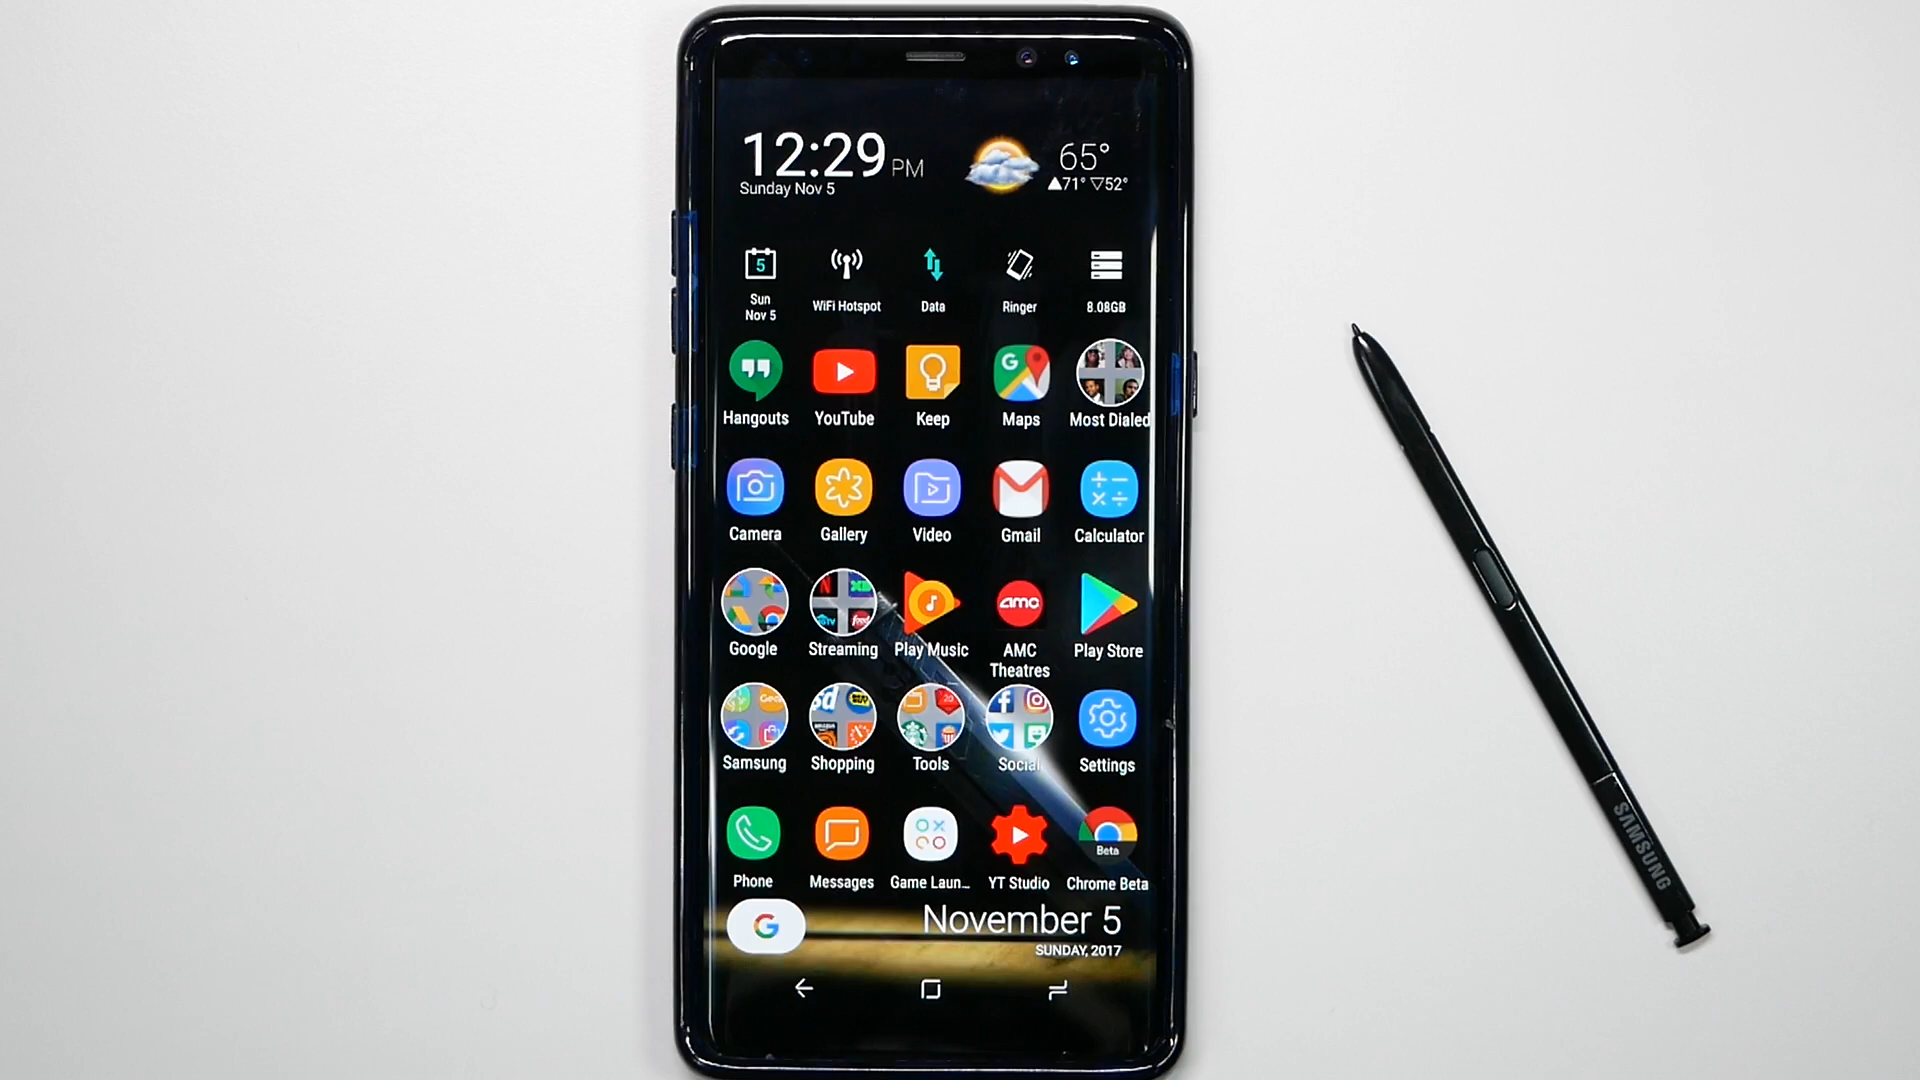 12:29 PM
Sunday Nov 5
65°
▲71° ▽52°
5
Sun
Nov 5
WiFi Hotspot
Data
Ringer
8.08GB
G
Hangouts
YouTube
Keep
Maps
Most Dialed
Camera
Gallery
Video
Gmail
Calculator
amc
Google
Streaming
Play Music
AMC
Theatres
Play Store
Samsung
Shopping
Tools
Social
Settings
Beta
Phone
Messages
Game Laun...
YT Studio
Chrome Beta
G
November 5
SUNDAY, 2017
SAMSUNG